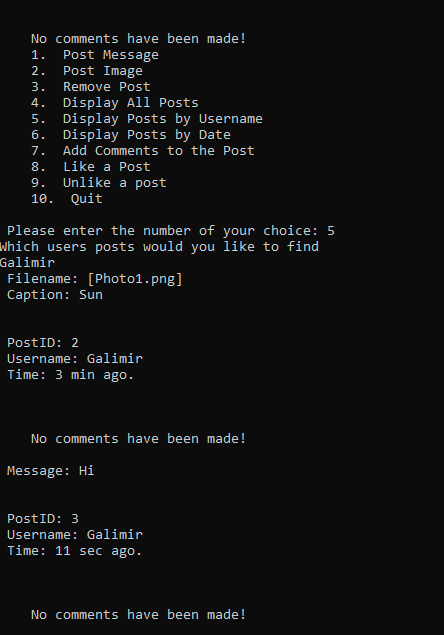 No comments have been made!
1. Post Message
2. Post Image
3. Remove Post
4. Display All Posts
5. Display Posts by Username
6. Display Posts by Date
7. Add Comments to the Post
8. Like a Post
9. Unlike a post
10. Quit
Please enter the number of your choice: 5
Which users posts would you like to find
Galimir
Filename: [Photo1.png]
Caption: Sun
PostID: 2
Username: Galimir
Time: 3 min ago.
No comments have been made!
Message: Hi
PostID: 3
Username: Galimir
Time: 11 sec ago.
No comments have been made!